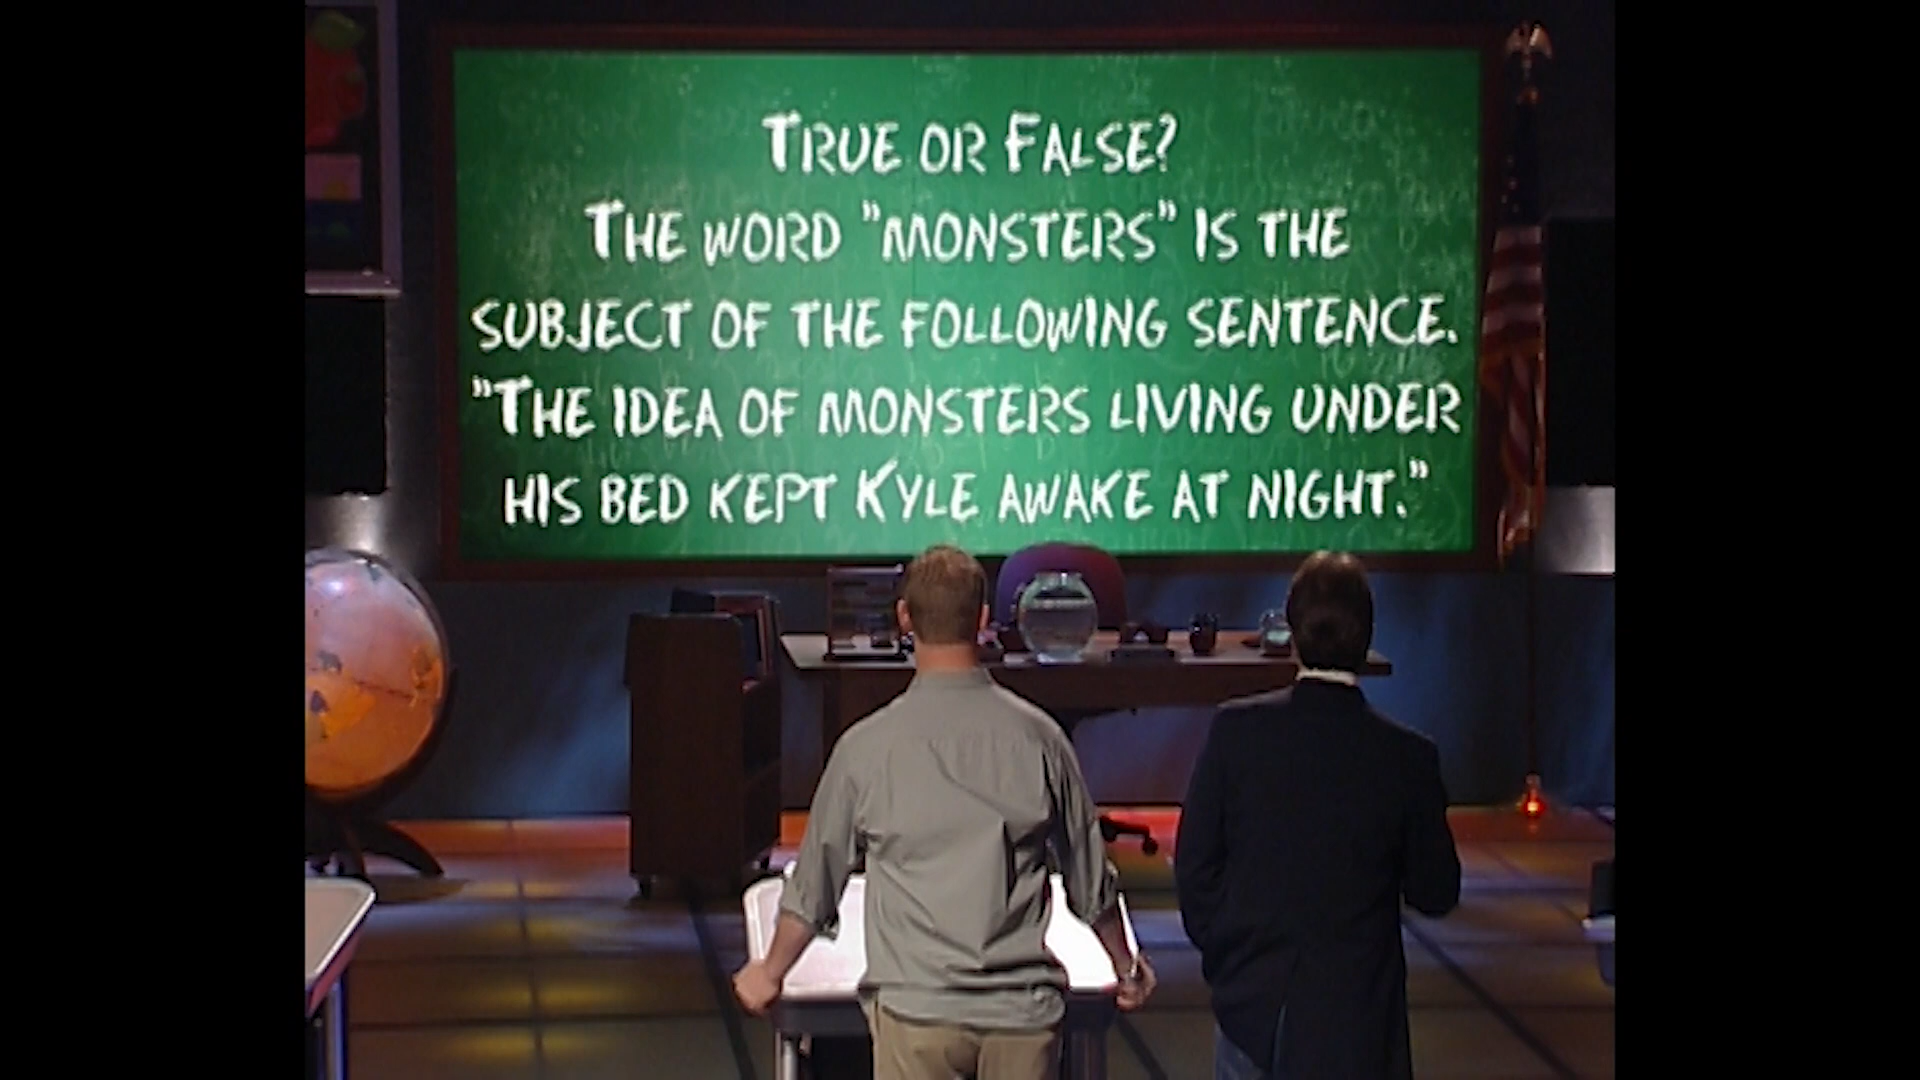 True or False?
The word "monsters" is the
subject of the following sentence.
"The idea of monsters living under
his bed kept Kyle awake at night."